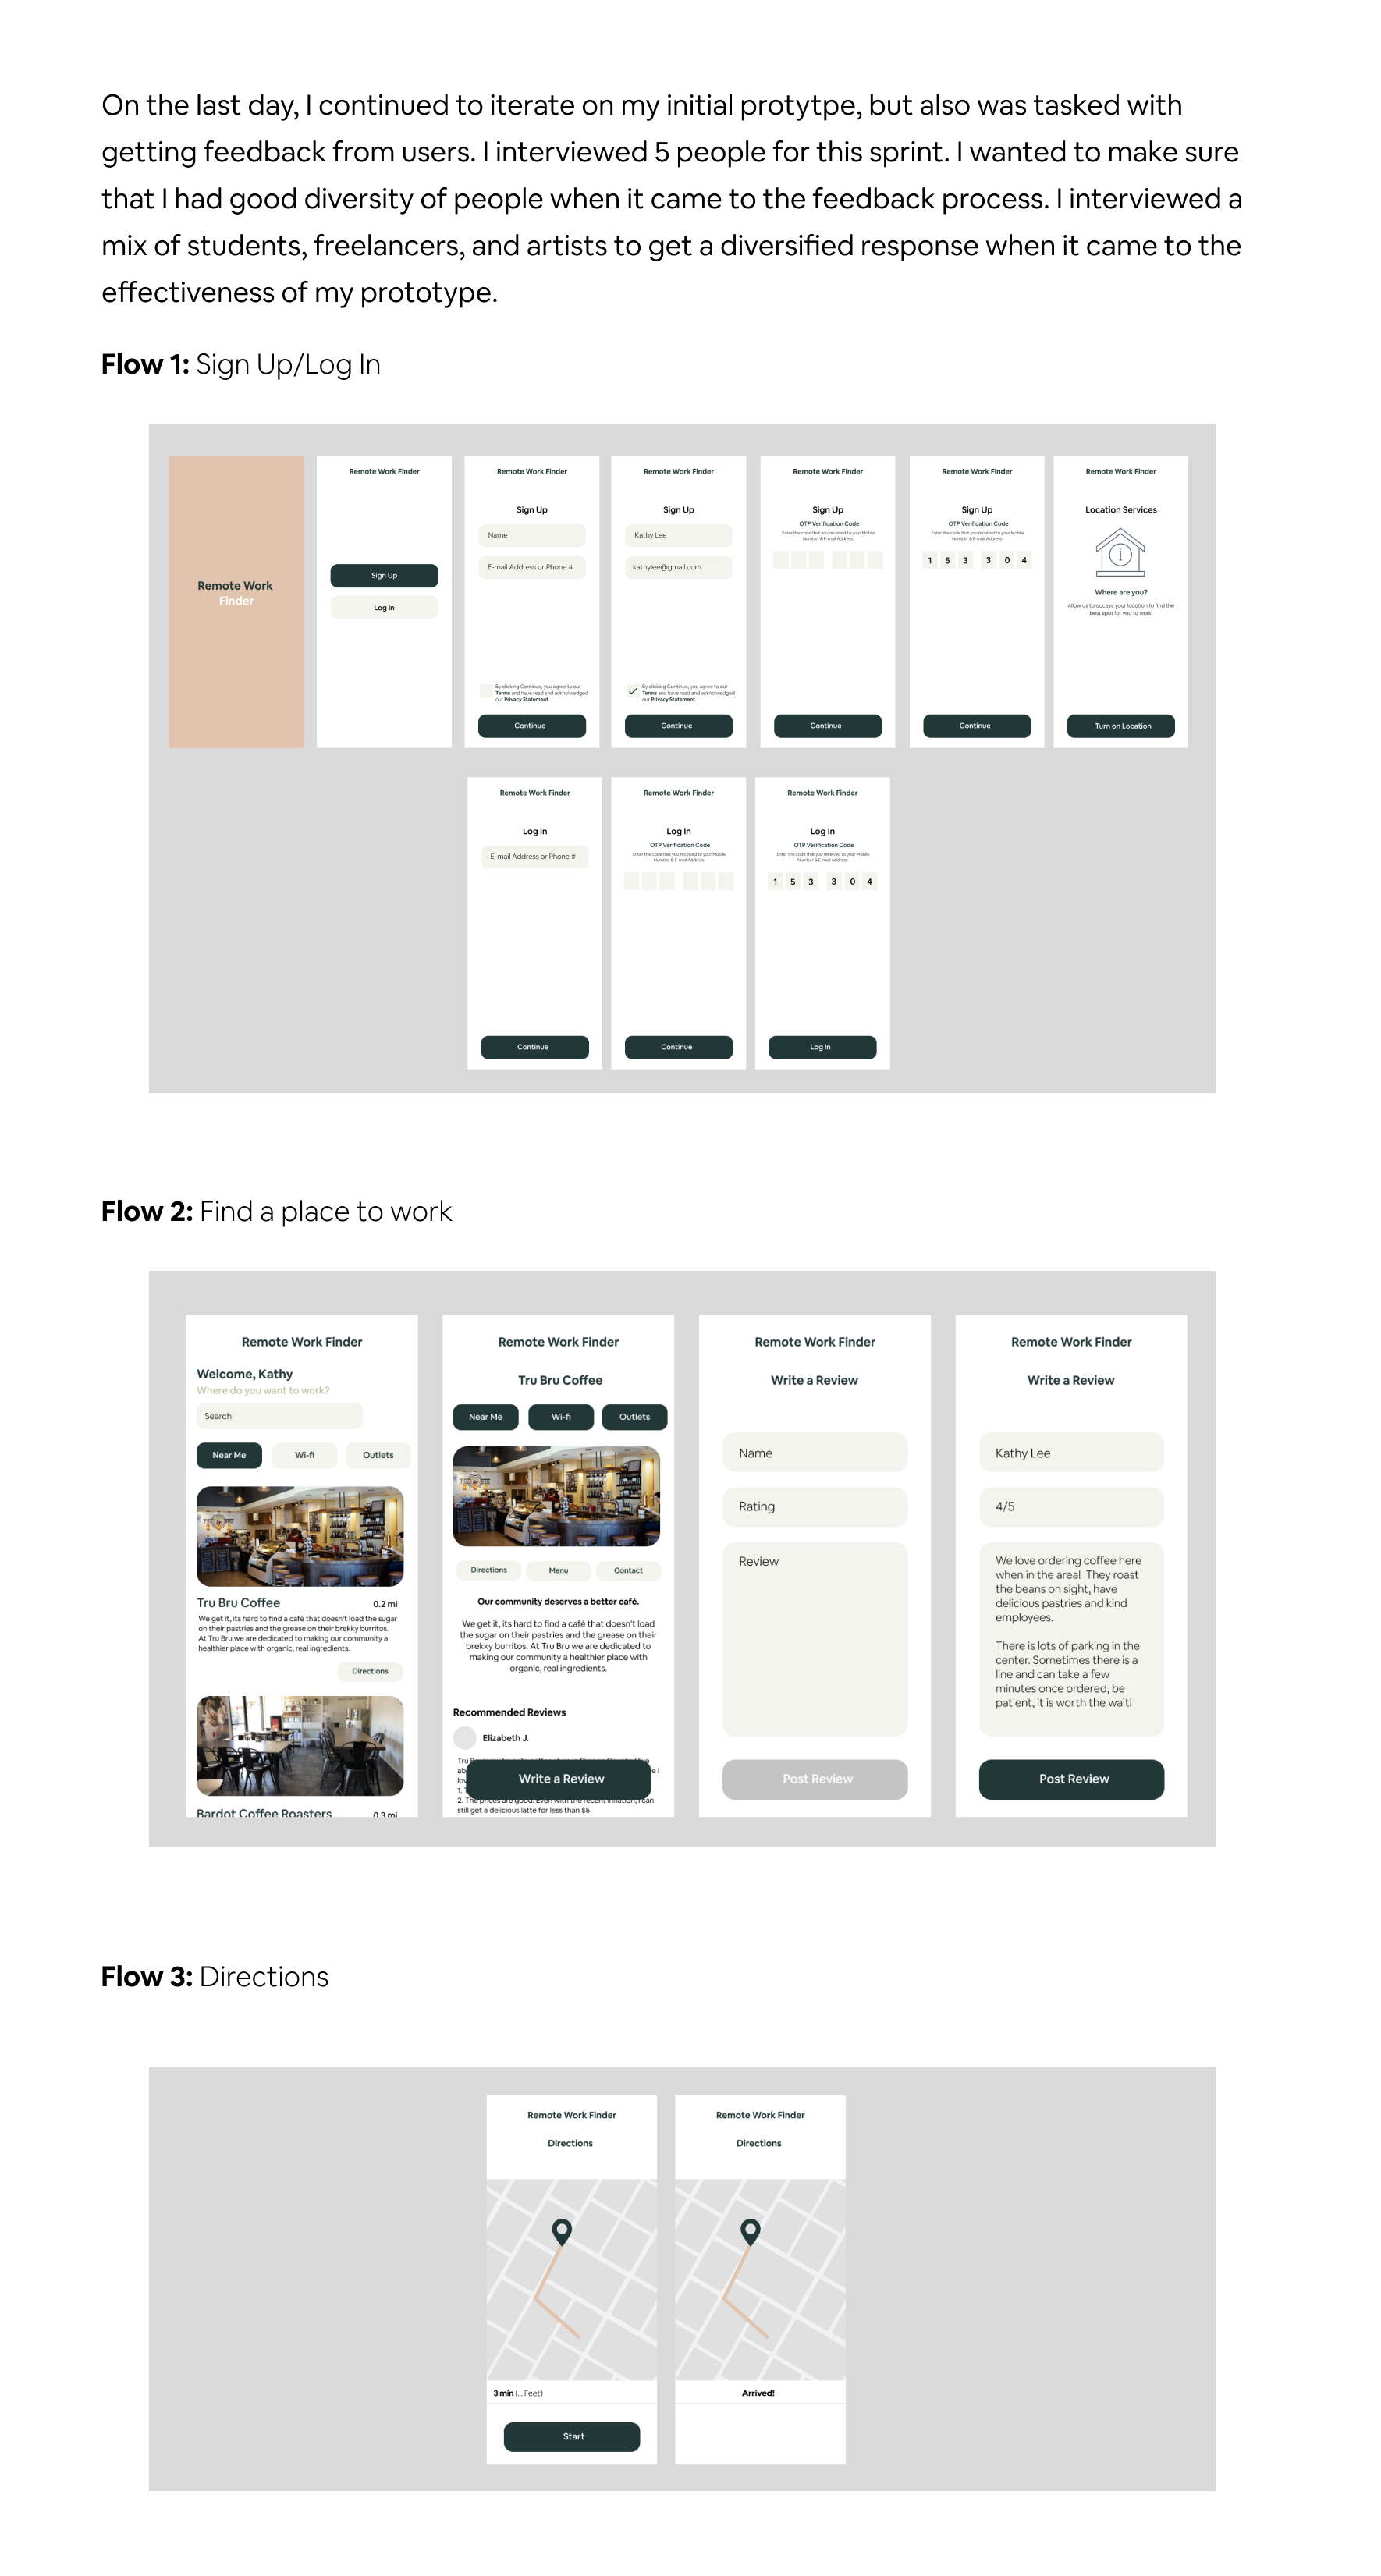 On the last day, I continued to iterate on my initial protytpe, but also was tasked with
getting feedback from users. I interviewed 5 people for this sprint. I wanted to make sure
that I had good diversity of people when it came to the feedback process. I interviewed a
mix of students, freelancers, and artists to get a diversified response when it came to the
effectiveness of my prototype.
Flow 1: Sign Up/Log In
Remote Work
Finder
Remote Work Finder
Sign Up
Log In
Remote Work Finder
Sign Up
Name
E-mail Address or Phone #
By clicking Continue, you agree to our
Terms and have read and acknolwedged
our Privacy Statement.
Continue
Remote Work Finder
Sign Up
Kathy Lee
kathylee@gmail.com
By clicking Continue, you agree to our
Terms and have read and acknolwedged
our Privacy Statement.
Continue
Remote Work Finder
Sign Up
OTP Verification Code
Enter the code that you received to your Mobile
Number & E-mail Address.
Continue
Remote Work Finder
Sign Up
OTP Verification Code
Enter the code that you received to your Mobile
Number & E-mail Address.
1 5 3 3 0 4
Continue
Remote Work Finder
Location Services
Where are you?
Allow us to access your location to find the
best spot for you to work!
Turn on Location
Remote Work Finder
Log In
E-mail Address or Phone #
Continue
Remote Work Finder
Log In
OTP Verification Code
Enter the code that you received to your Mobile
Number & E-mail Address.
Continue
Remote Work Finder
Log In
OTP Verification Code
Enter the code that you received to your Mobile
Number & E-mail Address.
1 5 3 3 0 4
Log In
Flow 2: Find a place to work
Remote Work Finder
Welcome, Kathy
Where do you want to work?
Search
Near Me Wi-fi Outlets
Tru Bru Coffee 0.2 mi
We get it, its hard to find a café that doesn't load the sugar
on their pastries and the grease on their brekky burritos.
At Tru Bru we are dedicated to making our community a
healthier place with organic, real ingredients.
Directions
Bardot Coffee Roasters 0.3 mi
Remote Work Finder
Tru Bru Coffee
Near Me Wi-fi Outlets
Directions Menu Contact
Our community deserves a better café.
We get it, its hard to find a café that doesn't load
the sugar on their pastries and the grease on their
brekky burritos. At Tru Bru we are dedicated to
making our community a healthier place with
organic, real ingredients.
Recommended Reviews
Elizabeth J.
Tru
Write a Review
2. The prices are good. Even with the recent inflation, I can
still get a delicious latte for less than $5
Remote Work Finder
Write a Review
Name
Rating
Review
Post Review
Remote Work Finder
Write a Review
Kathy Lee
4/5
We love ordering coffee here
when in the area! They roast
the beans on sight, have
delicious pastries and kind
employees.
There is lots of parking in the
center. Sometimes there is a
line and can take a few
minutes once ordered, be
patient, it is worth the wait!
Post Review
Flow 3: Directions
Remote Work Finder
Directions
3 min (... Feet)
Start
Remote Work Finder
Directions
Arrived!